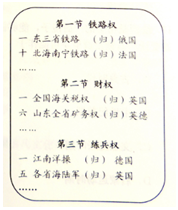 第一节 铁路权
一 东三省铁路 （归）俄国
十 北海南宁铁路（归）法国
……
第二节 财权
一 全国海关税权 （归）英国
六 山东全省矿务权（归）英德
……
第三节 练兵权
一 江南洋操 （归） 德国
五 各省海陆军（归）英国
……